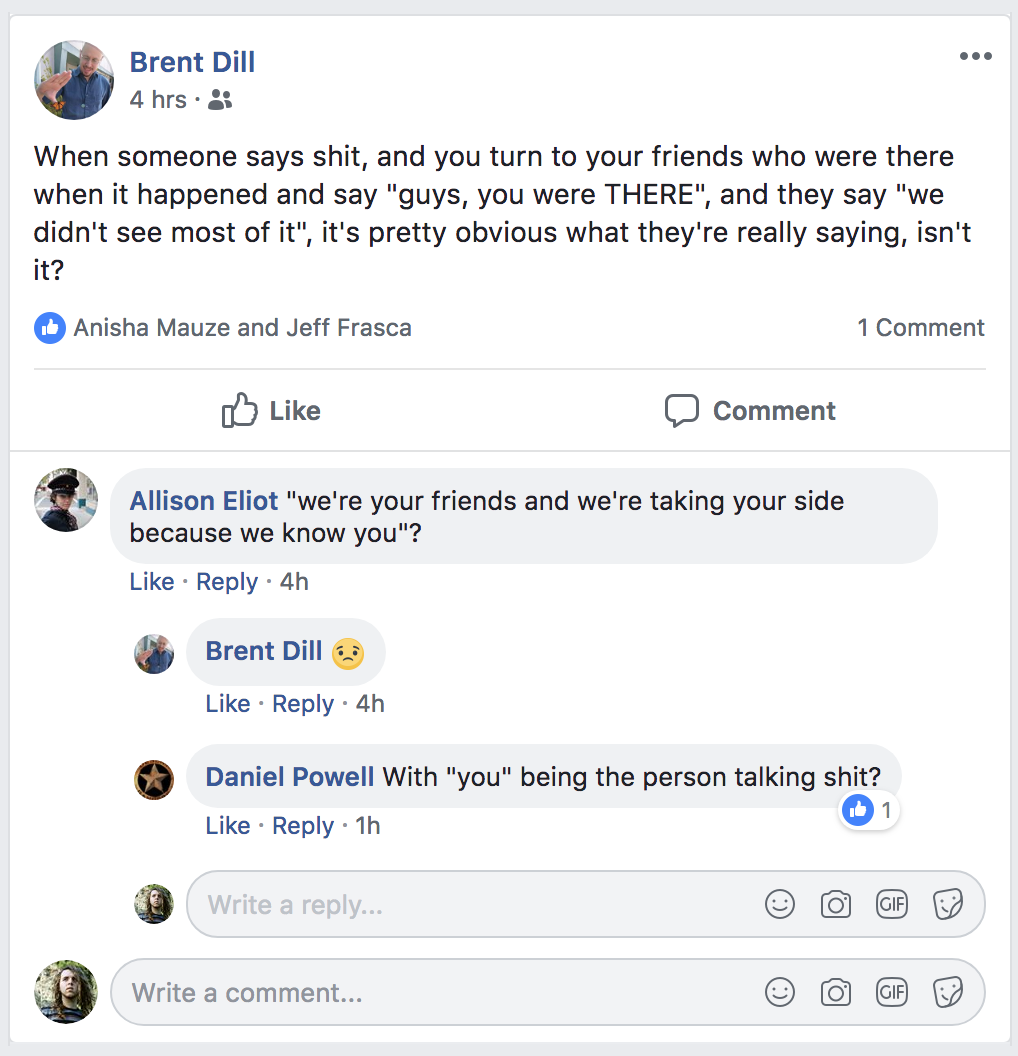 Brent Dill
4 hrs ·
When someone says shit, and you turn to your friends who were there
when it happened and say "guys, you were THERE", and they say "we
didn't see most of it", it's pretty obvious what they're really saying, isn't
it?
Anisha Mauze and Jeff Frasca 1 Comment
Like Comment
Allison Eliot "we're your friends and we're taking your side
because we know you"?
Like · Reply · 4h
Brent Dill
Like · Reply · 4h
Daniel Powell With "you" being the person talking shit?
1
Like · Reply · 1h
Write a reply...
GIF
Write a comment...
GIF